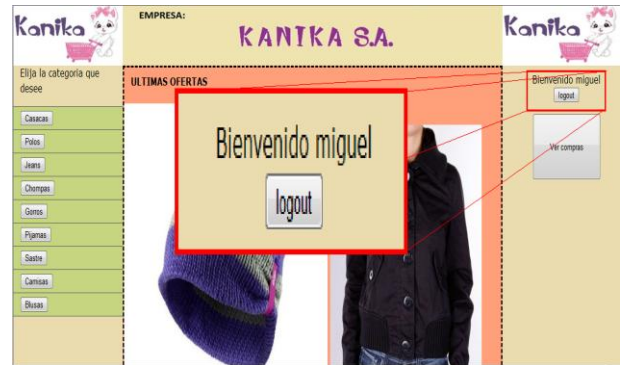 Kanika
EMPRESA:
KANIKA S.A.
Kanika
Elija la categoria que
desee
Casacas
Polos
Jeans
Chompas
Gorros
Pijamas
Sastre
Camisas
Blusas
ULTIMAS OFERTAS
Bienvenido miguel
logout
Bienvenido miguel
logout
Ver compras